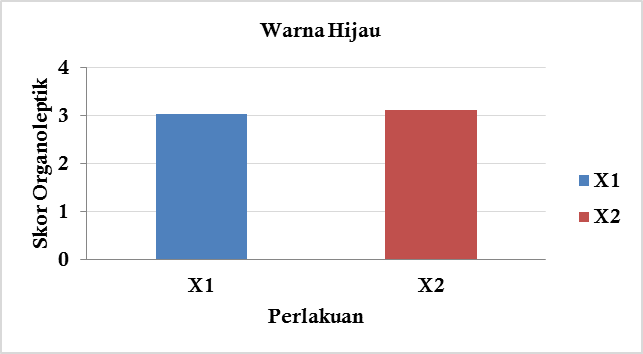 Warna Hijau
Skor Organoleptik
4
3
2
1
0
X1
X2
Perlakuan
X1
X2